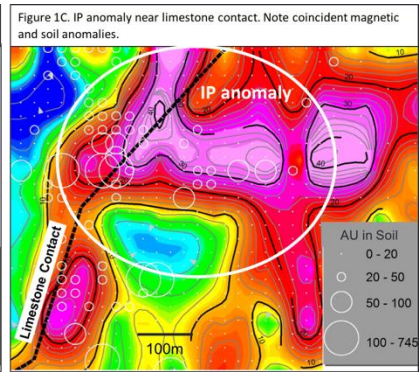 Figure 1C. IP anomaly near limestone contact. Note coincident magnetic
and soil anomalies.
IP anomaly
Limestone Contact
100m
AU in Soil
0 - 20
20 - 50
50 - 100
100 - 745